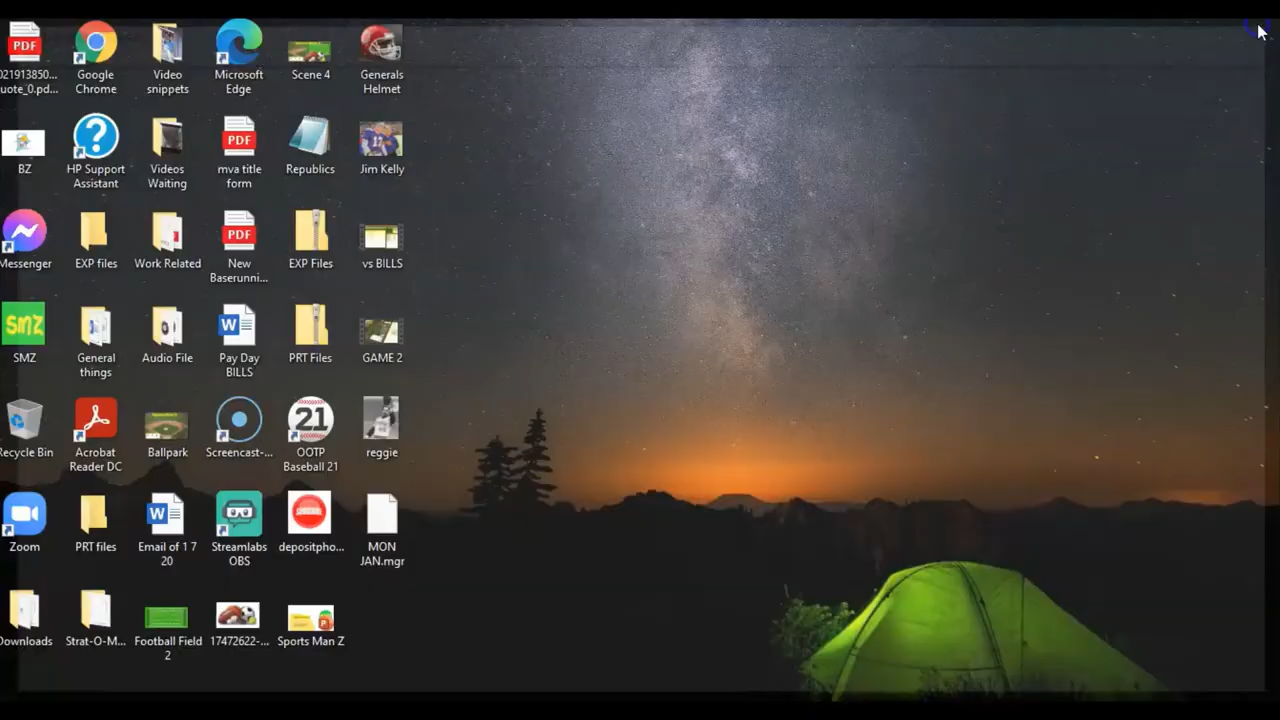 PDF
021913850...
uote_0.pd...
Google
Chrome
Video
snippets
Microsoft
Edge
Scene 4
Generals
Helmet
BZ
HP Support
Assistant
Videos
Waiting
PDF
mva title
form
Republics
Jim Kelly
Messenger
EXP files
Work Related
PDF
New
Baserunni...
EXP Files
vs BILLS
SMZ
SMZ
General
things
Audio File
W
Pay Day
BILLS
PRT Files
GAME 2
Recycle Bin
Acrobat
Reader DC
Ballpark
Screencast-...
21
OOTP
Baseball 21
reggie
Zoom
PRT files
W
Email of 1 7
20
Streamlabs
OBS
depositpho...
MON
JAN.mgr
Downloads
Strat-O-M...
Football Field
2
17472622-...
Sports Man Z